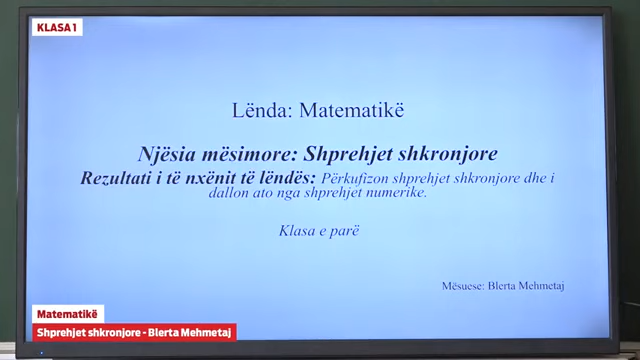 KLASA 1
Lënda: Matematikë
Njësia mësimore: Shprehjet shkronjore
Rezultati i të nxënit të lëndës: Përkufizon shprehjet shkronjore dhe i
dallon ato nga shprehjet numerike.
Klasa e parë
Mësuese: Blerta Mehmetaj
Matematikë
Shprehjet shkronjore - Blerta Mehmetaj